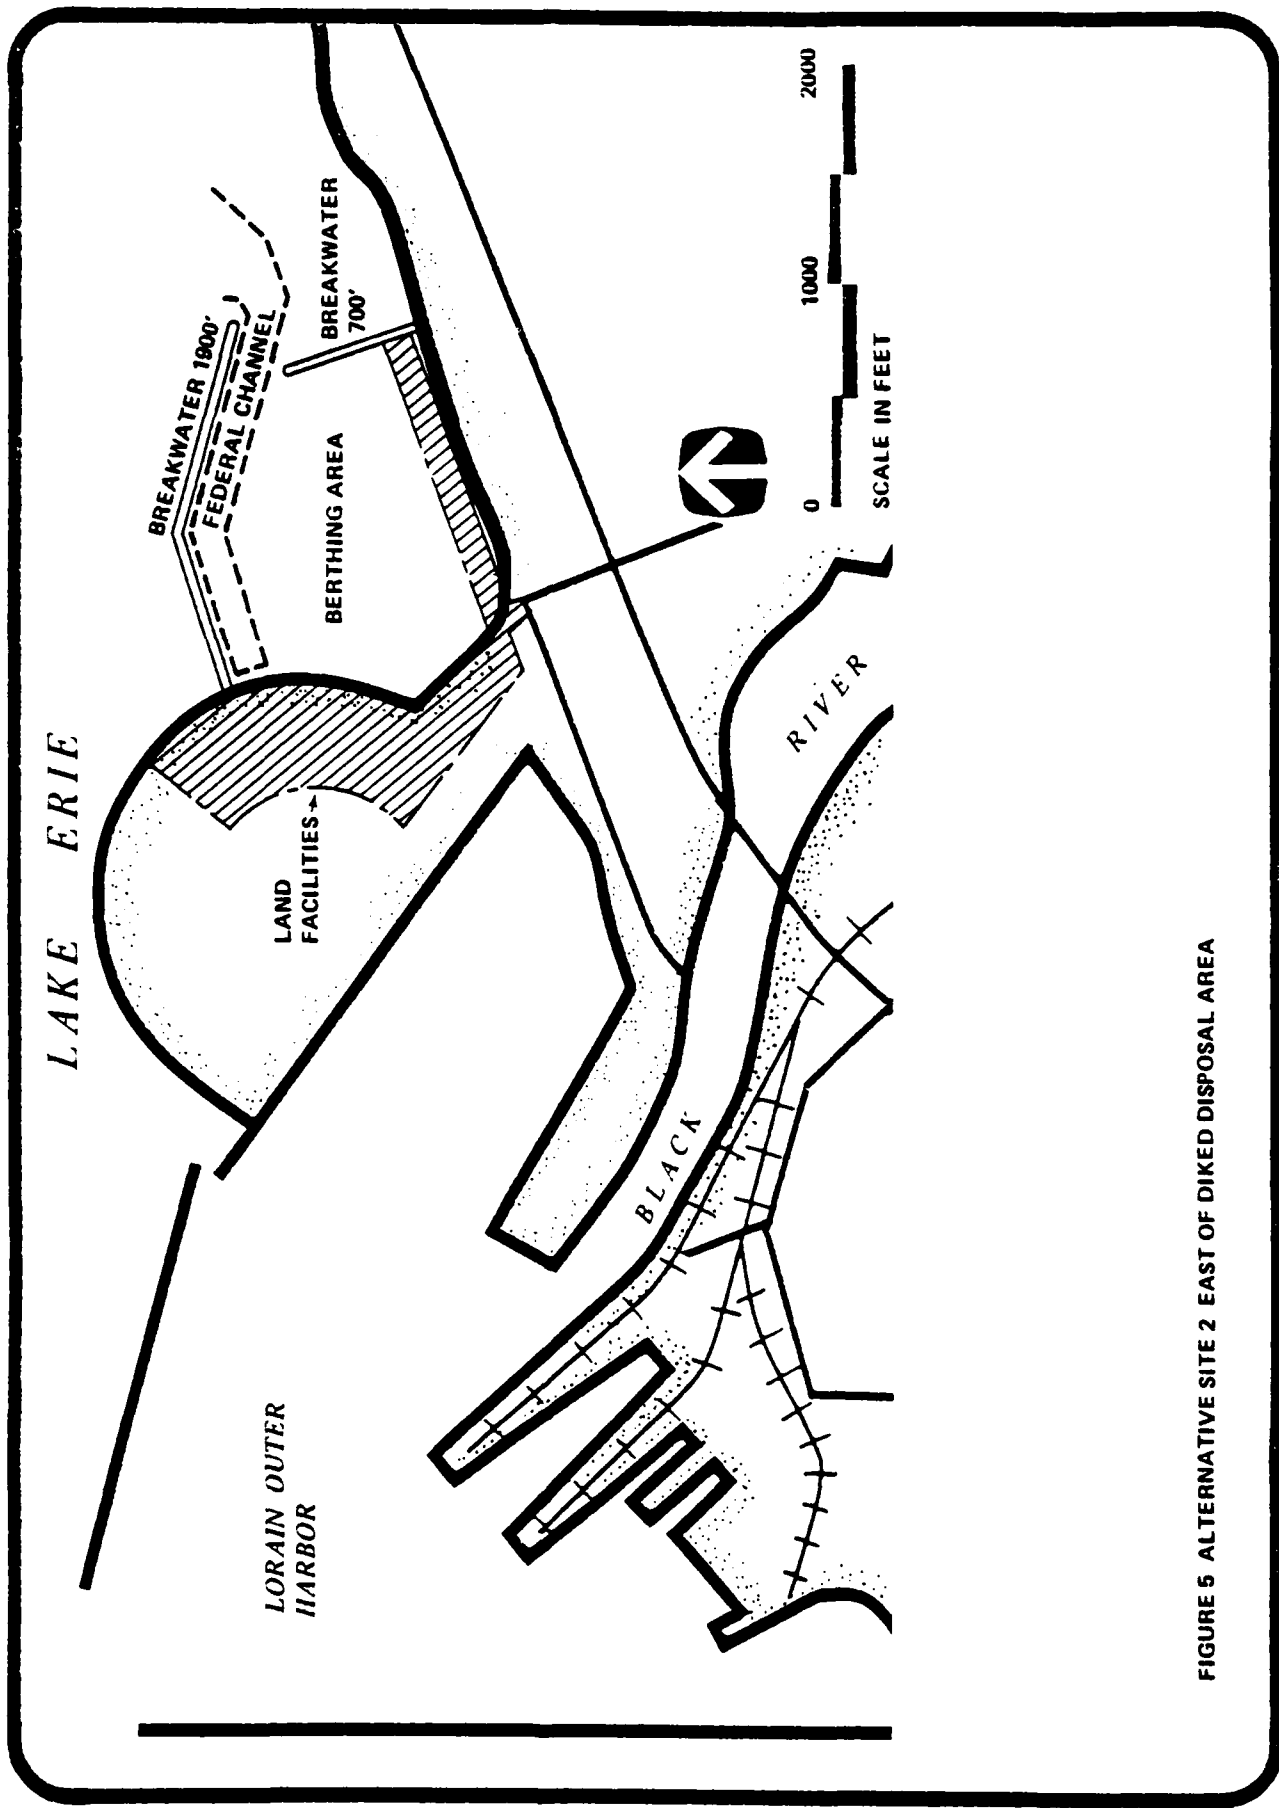 LAKE ERIE
BREAKWATER 1900'
FEDERAL CHANNEL
BREAKWATER
700'
BERTHING AREA
LAND
FACILITIES
LORAIN OUTER
HARBOR
BLACK
RIVER
0 1000 2000
SCALE IN FEET
FIGURE 5 ALTERNATIVE SITE 2 EAST OF DIKED DISPOSAL AREA